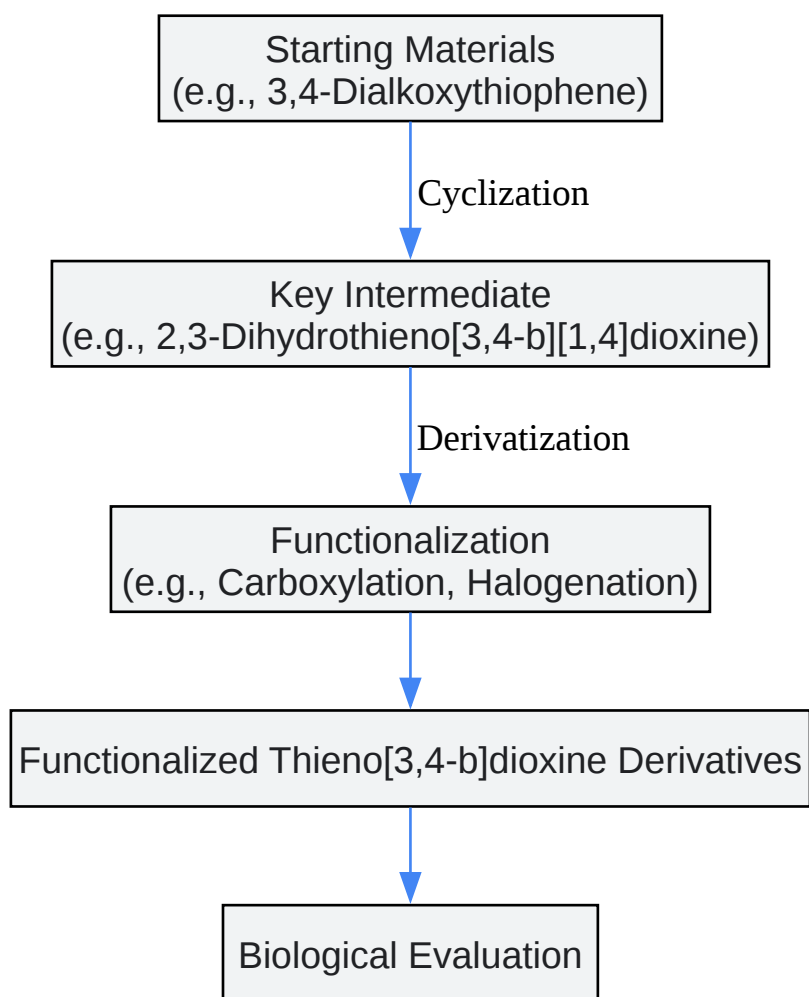 Starting Materials
(e.g., 3,4-Dialkoxythiophene)
Cyclization
Key Intermediate
(e.g., 2,3-Dihydrothieno[3,4-b][1,4]dioxine)
Derivatization
Functionalization
(e.g., Carboxylation, Halogenation)
Functionalized Thieno[3,4-b]dioxine Derivatives
Biological Evaluation